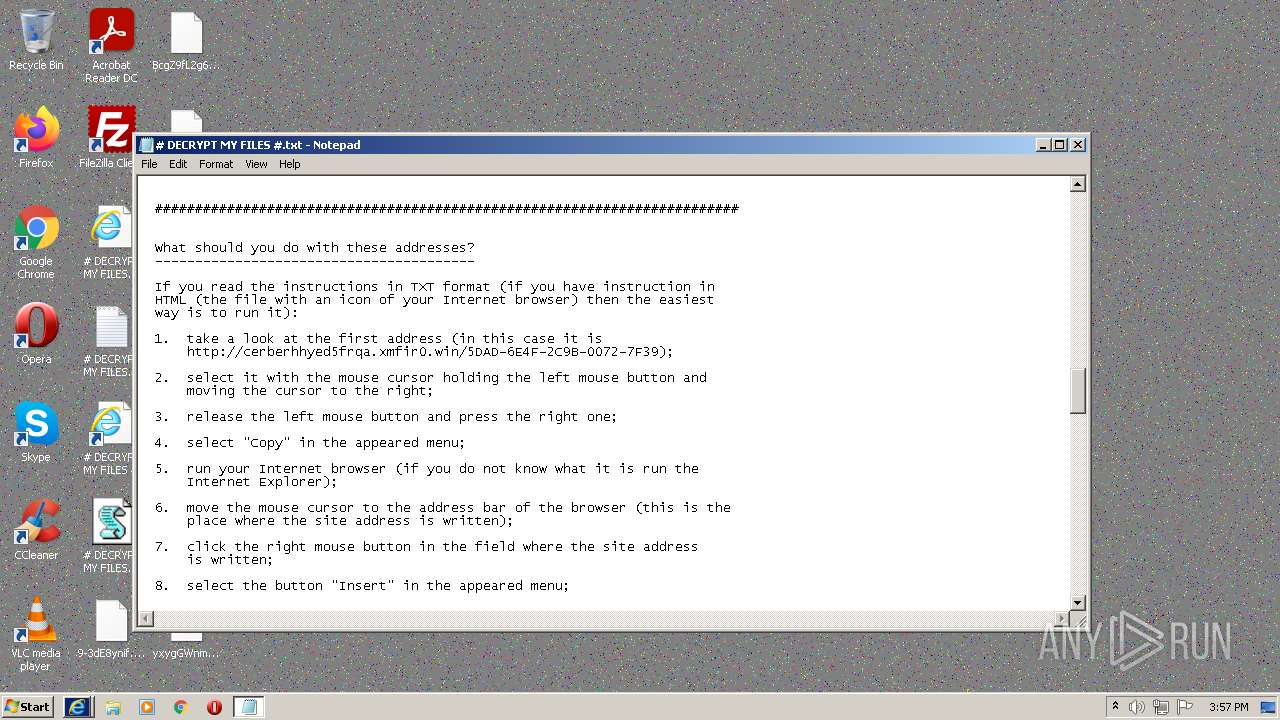 Recycle Bin
Acrobat
Reader DC
BcgZ9fL2g6...
Firefox
FileZilla Clie
Google
Chrome
# DECRYP
MY FILES.
Opera
# DECRYP
MY FILES.
Skype
# DECRYP
MY FILES
CCleaner
# DECRYP
MY FILES.
VLC media
player
9-3dE8ynif....
yxygGWnm...
# DECRYPT MY FILES #.txt - Notepad
File Edit Format View Help
#########################################################################
What should you do with these addresses?
----------------------------------------
If you read the instructions in TXT format (if you have instruction in
HTML (the file with an icon of your Internet browser) then the easiest
way is to run it):
1. take a look at the first address (in this case it is
http://cerberhhyed5frqa.xmfir0.win/5DAD-6E4F-2C9B-0072-7F39);
2. select it with the mouse cursor holding the left mouse button and
moving the cursor to the right;
3. release the left mouse button and press the right one;
4. select "Copy" in the appeared menu;
5. run your Internet browser (if you do not know what it is run the
Internet Explorer);
6. move the mouse cursor to the address bar of the browser (this is the
place where the site address is written);
7. click the right mouse button in the field where the site address
is written;
8. select the button "Insert" in the appeared menu;
ANY RUN
Start
3:57 PM